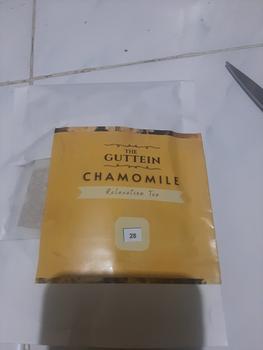 THE
GUTTEIN
CHAMOMILE
Relaxation Tea
28